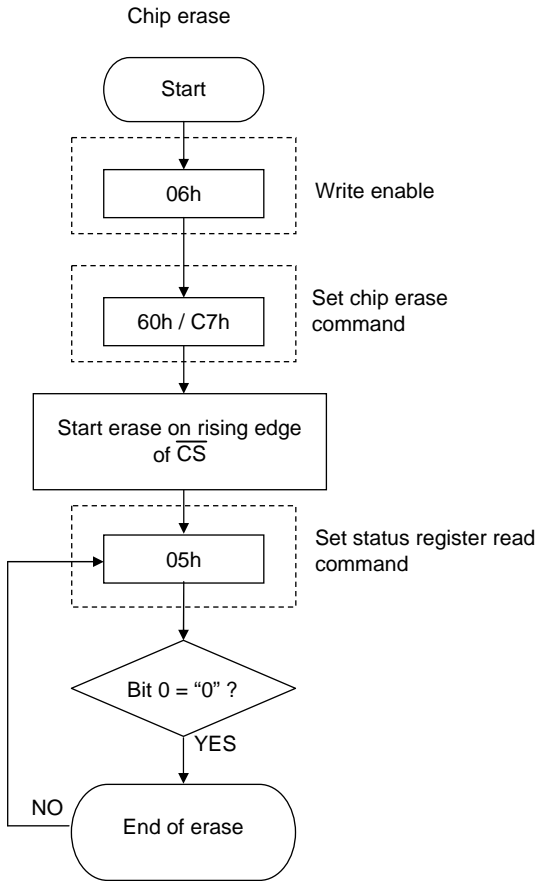 Chip erase
Start
06h
Write enable
60h / C7h
Set chip erase
command
Start erase on rising edge
of C̅S̅
05h
Set status register read
command
Bit 0 = “0” ?
YES
NO
End of erase